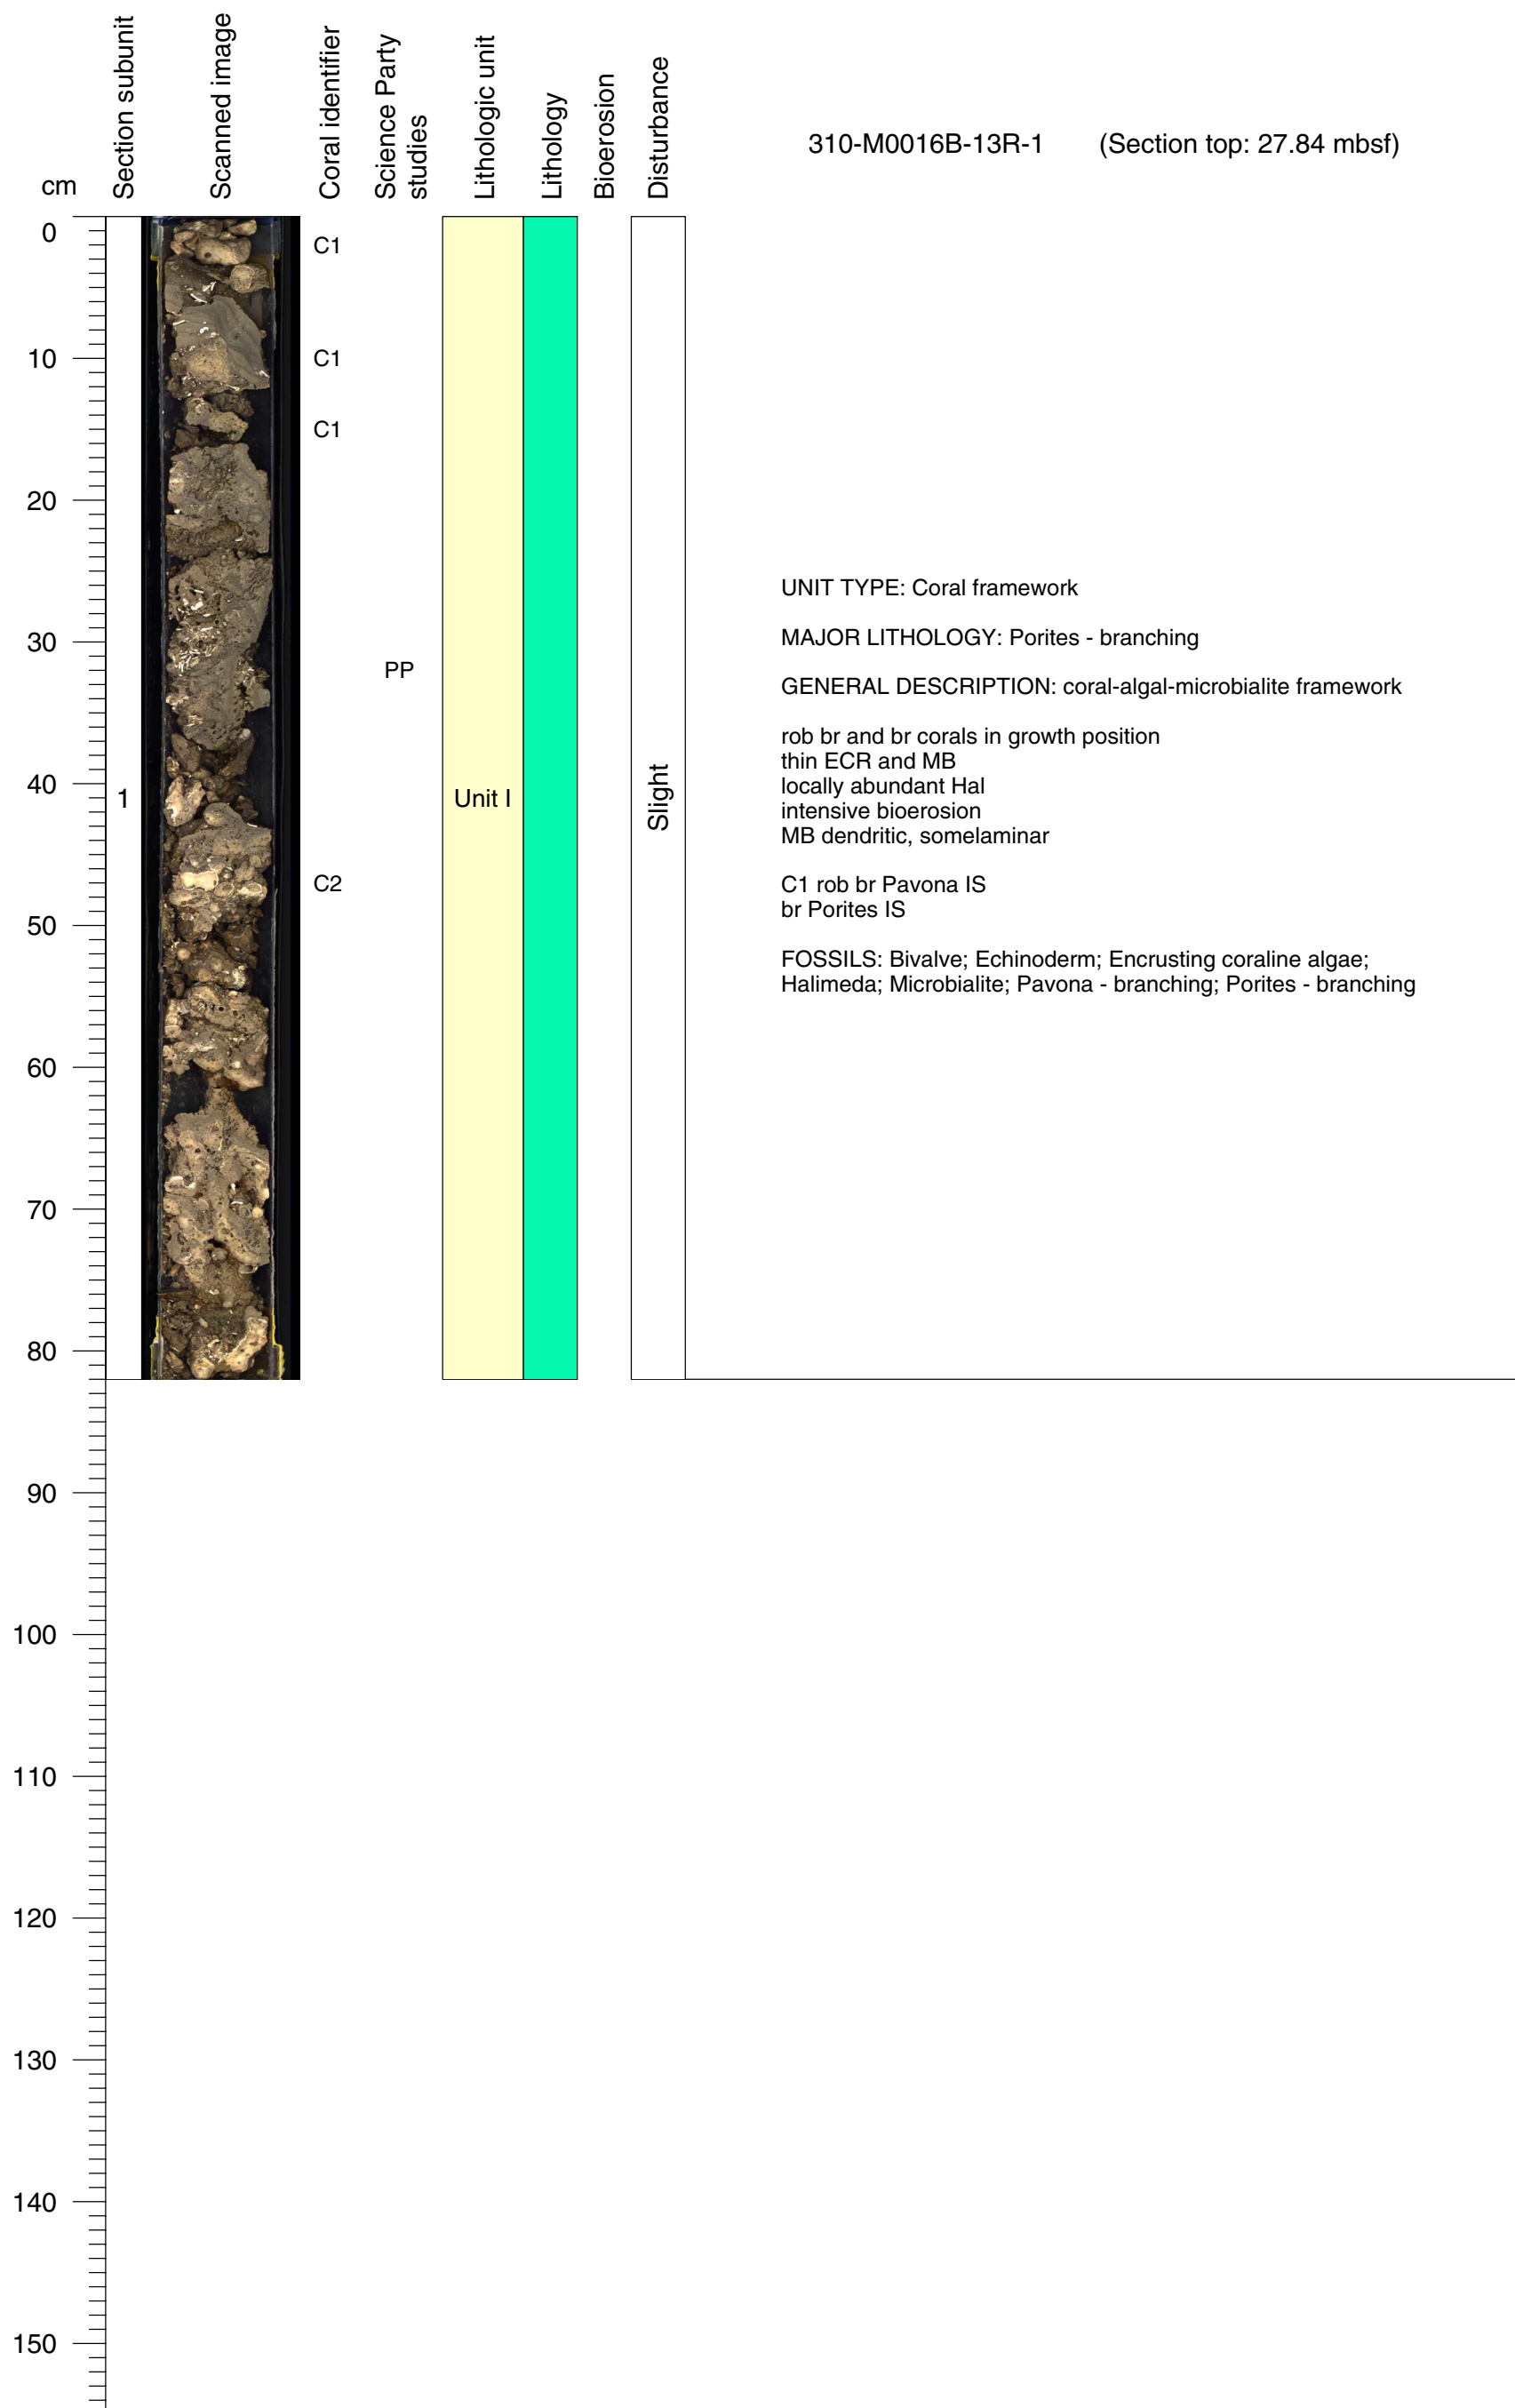 Section subunit
Scanned image
Coral identifier
Science Party
studies
Lithologic unit
Lithology
Bioerosion
Disturbance
310-M0016B-13R-1 (Section top: 27.84 mbsf)
cm
0
C1
10
C1
C1
20
30
PP
40
1
Unit I
Slight
C2
50
60
70
80
90
100
110
120
130
140
150
UNIT TYPE: Coral framework
MAJOR LITHOLOGY: Porites - branching
GENERAL DESCRIPTION: coral-algal-microbialite framework
rob br and br corals in growth position
thin ECR and MB
locally abundant Hal
intensive bioerosion
MB dendritic, somelaminar
C1 rob br Pavona IS
br Porites IS
FOSSILS: Bivalve; Echinoderm; Encrusting coraline algae;
Halimeda; Microbialite; Pavona - branching; Porites - branching